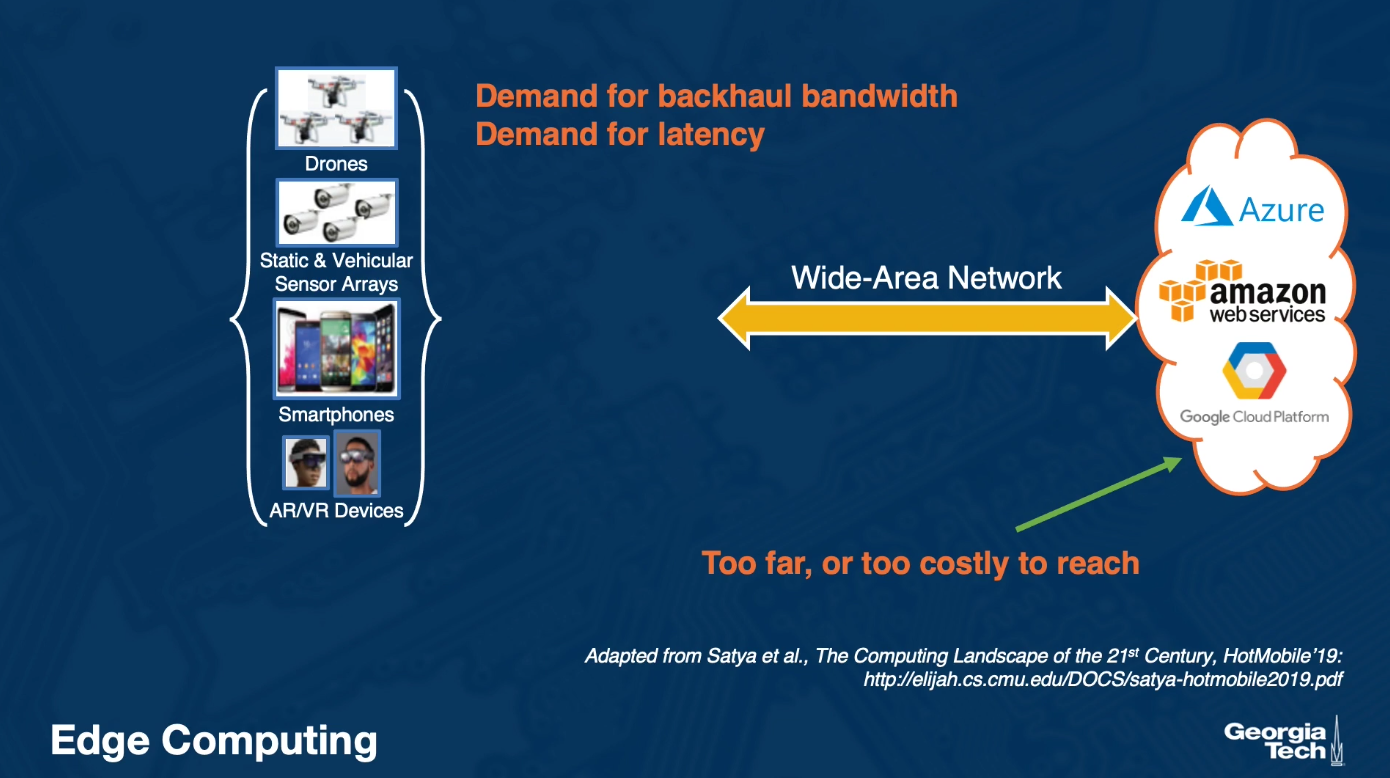 Demand for backhaul bandwidth
Demand for latency
Drones
Static & Vehicular
Sensor Arrays
Smartphones
AR/VR Devices
Wide-Area Network
Azure
amazon
web services
Google Cloud Platform
Too far, or too costly to reach
Adapted from Satya et al., The Computing Landscape of the 21st Century, HotMobile’19:
http://elijah.cs.cmu.edu/DOCS/satya-hotmobile2019.pdf
Edge Computing
Georgia
Tech